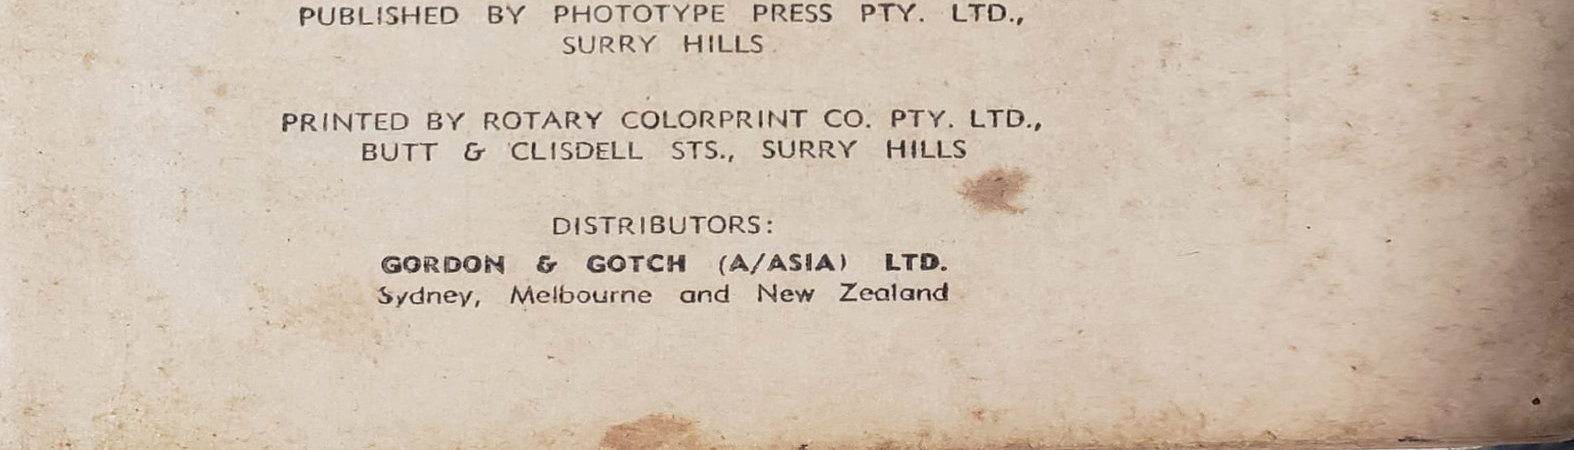 PUBLISHED BY PHOTOTYPE PRESS PTY. LTD.,
SURRY HILLS
PRINTED BY ROTARY COLORPRINT CO. PTY. LTD.,
BUTT & CLISDELL STS., SURRY HILLS
DISTRIBUTORS:
GORDON & GOTCH (A/ASIA) LTD.
Sydney, Melbourne and New Zealand